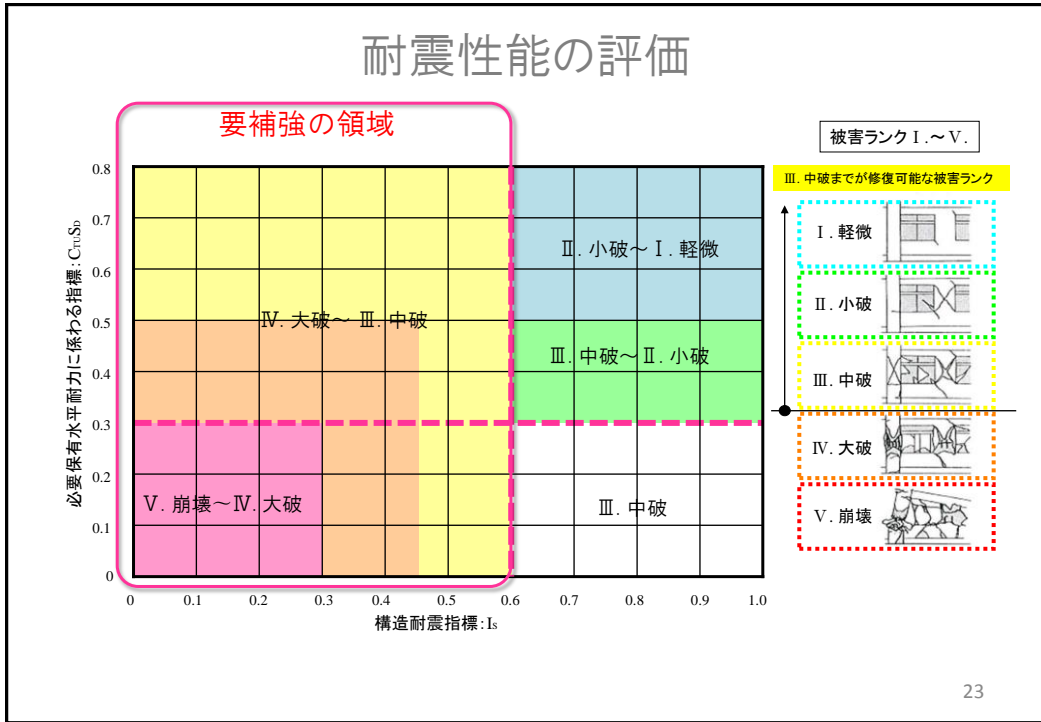 耐震性能の評価
要補強の領域
被害ランクⅠ.～Ⅴ.
Ⅲ. 中破までが修復可能な被害ランク
必要保有水平耐力に係わる指標:CTUSD
0.8
0.7
0.6
0.5
0.4
0.3
0.2
0.1
0
Ⅱ. 小破～Ⅰ. 軽微
Ⅳ. 大破～Ⅲ. 中破
Ⅲ. 中破～Ⅱ. 小破
Ⅴ. 崩壊～Ⅳ. 大破
Ⅲ. 中破
0 0.1 0.2 0.3 0.4 0.5 0.6 0.7 0.8 0.9 1.0
構造耐震指標:Is
Ⅰ. 軽微
Ⅱ. 小破
Ⅲ. 中破
Ⅳ. 大破
Ⅴ. 崩壊
23